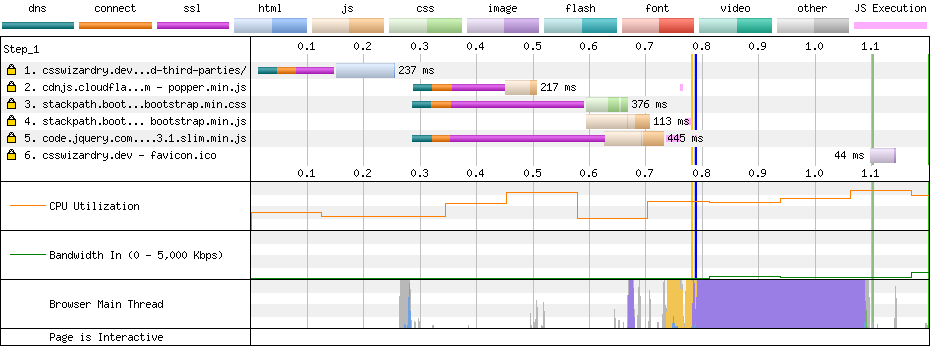 dns connect ssl html js css image flash font video other JS Execution
Step_1 0.1 0.2 0.3 0.4 0.5 0.6 0.7 0.8 0.9 1.0 1.1
1. csswizardry.dev...d-third-parties/ 237 ms
2. cdnjs.cloudfla...m - popper.min.js 217 ms
3. stackpath.boot...bootstrap.min.css 376 ms
4. stackpath.boot... bootstrap.min.js 113 ms
5. code.jquery.com....3.1.slim.min.js 445 ms
6. csswizardry.dev - favicon.ico 44 ms
0.1 0.2 0.3 0.4 0.5 0.6 0.7 0.8 0.9 1.0 1.1
CPU Utilization
Bandwidth In (0 - 5,000 Kbps)
Browser Main Thread
Page is Interactive